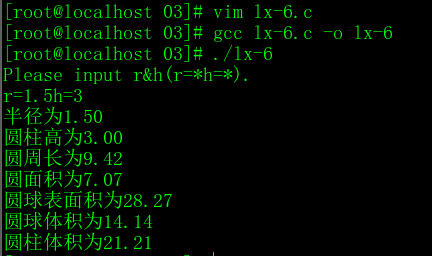 [root@localhost 03]# vim lx-6.c
[root@localhost 03]# gcc lx-6.c -o lx-6
[root@localhost 03]# ./lx-6
Please input r&h(r=*h=*).
r=1.5h=3
半径为1.50
圆柱高为3.00
圆周长为9.42
圆面积为7.07
圆球表面积为28.27
圆球体积为14.14
圆柱体积为21.21